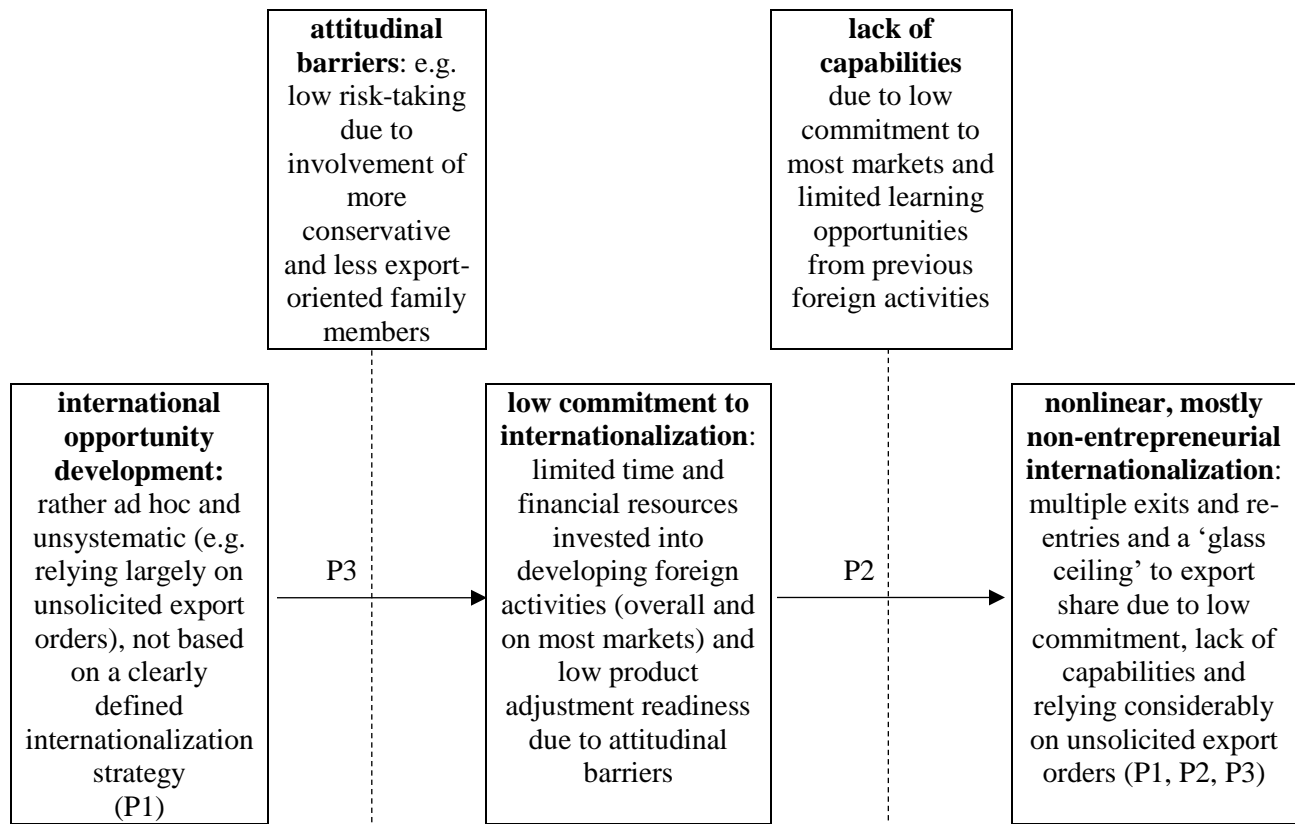 attitudinal
barriers: e.g.
low risk-taking
due to
involvement of
more
conservative
and less export-
oriented family
members
lack of
capabilities
due to low
commitment to
most markets and
limited learning
opportunities
from previous
foreign activities
international
opportunity
development:
rather ad hoc and
unsystematic (e.g.
relying largely on
unsolicited export
orders), not based
on a clearly
defined
internationalization
strategy
(P1)
P3
low commitment to
internationalization:
limited time and
financial resources
invested into
developing foreign
activities (overall and
on most markets) and
low product
adjustment readiness
due to attitudinal
barriers
P2
nonlinear, mostly
non-entrepreneurial
internationalization:
multiple exits and re-
entries and a ‘glass
ceiling’ to export
share due to low
commitment, lack of
capabilities and
relying considerably
on unsolicited export
orders (P1, P2, P3)